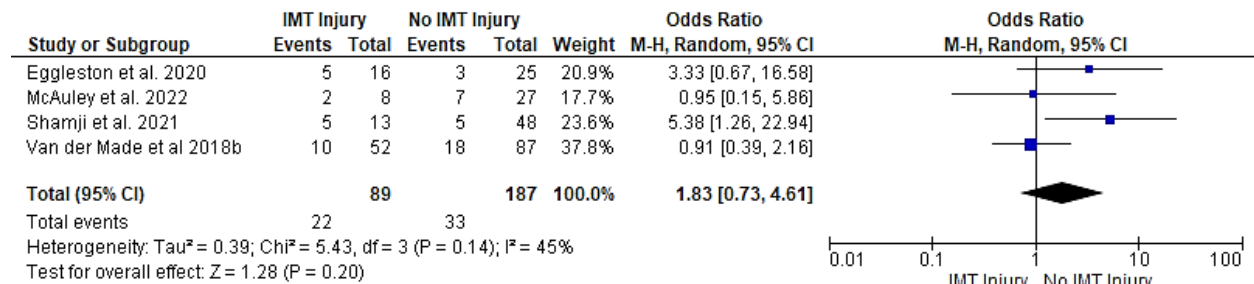 IMT Injury No IMT Injury Odds Ratio Odds Ratio
Study or Subgroup Events Total Events Total Weight M-H, Random, 95% CI M-H, Random, 95% CI
Eggleston et al. 2020 5 16 3 25 20.9% 3.33 [0.67, 16.58]
McAuley et al. 2022 2 8 7 27 17.7% 0.95 [0.15, 5.86]
Shamji et al. 2021 5 13 5 48 23.6% 5.38 [1.26, 22.94]
Van der Made et al 2018b 10 52 18 87 37.8% 0.91 [0.39, 2.16]
Total (95% CI) 89 187 100.0% 1.83 [0.73, 4.61]
Total events 22 33
Heterogeneity: Tau² = 0.39; Chi² = 5.43, df = 3 (P = 0.14); I² = 45%
Test for overall effect: Z = 1.28 (P = 0.20)
0.01 0.1 1 10 100
IMT Injury No IMT Injury